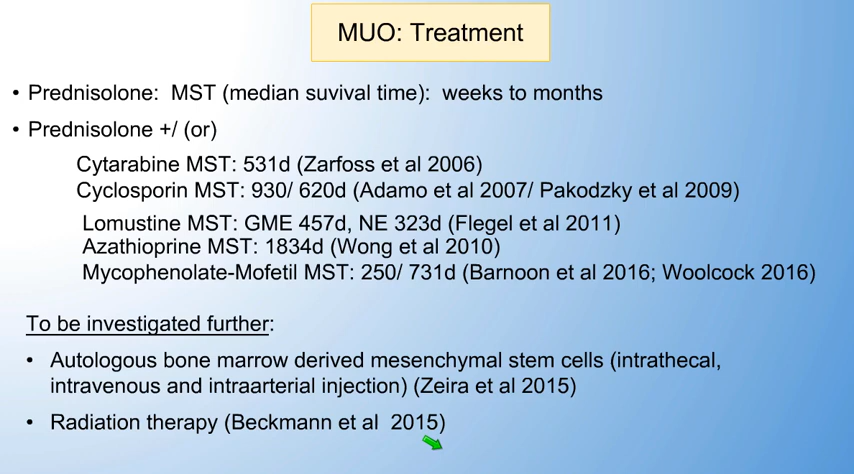 MUO: Treatment
• Prednisolone: MST (median suvival time): weeks to months
• Prednisolone +/ (or)
Cytarabine MST: 531d (Zarfoss et al 2006)
Cyclosporin MST: 930/ 620d (Adamo et al 2007/ Pakodzky et al 2009)
Lomustine MST: GME 457d, NE 323d (Flegel et al 2011)
Azathioprine MST: 1834d (Wong et al 2010)
Mycophenolate-Mofetil MST: 250/ 731d (Barnoon et al 2016; Woolcock 2016)
To be investigated further:
• Autologous bone marrow derived mesenchymal stem cells (intrathecal,
intravenous and intraarterial injection) (Zeira et al 2015)
• Radiation therapy (Beckmann et al 2015)